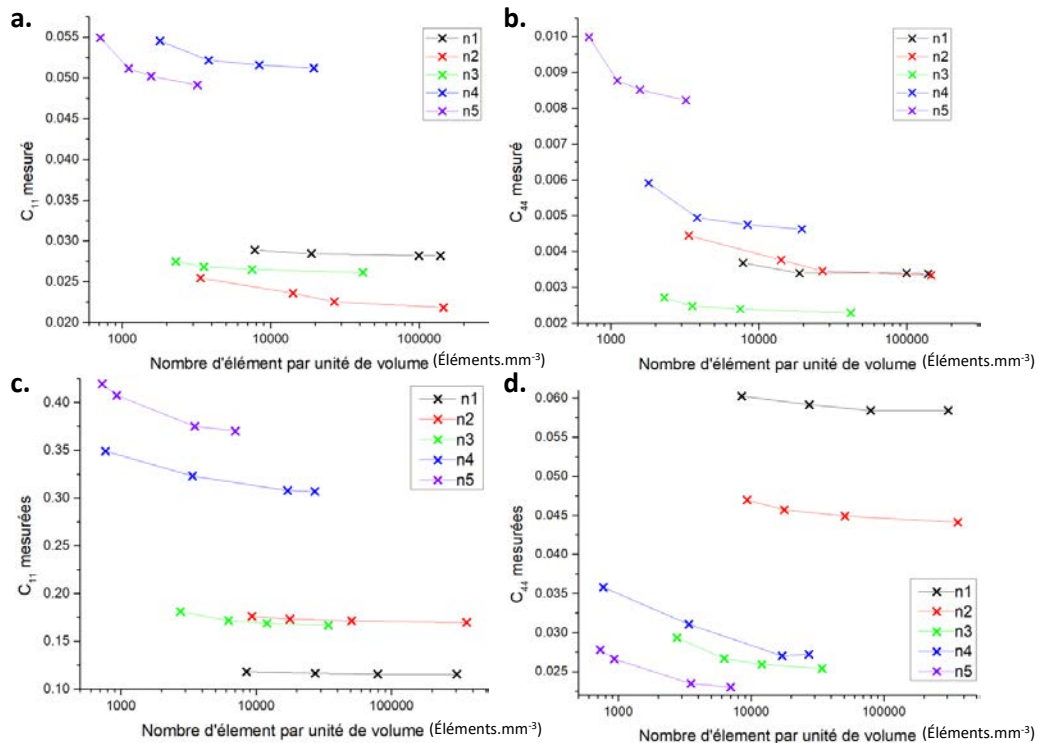 a.
0.055
0.050
0.045
0.040
0.035
0.030
0.025
0.020
C₁₁ mesuré
1000
10000
100000
Nombre d'élément par unité de volume (Éléments.mm⁻³)
n1
n2
n3
n4
n5
b.
0.010
0.009
0.008
0.007
0.006
0.005
0.004
0.003
0.002
C₄₄ mesuré
1000
10000
100000
Nombre d'élément par unité de volume (Éléments.mm⁻³)
n1
n2
n3
n4
n5
c.
0.40
0.35
0.30
0.25
0.20
0.15
0.10
C₁₁ mesurées
1000
10000
100000
Nombre d'élement par unité de volume (Éléments.mm⁻³)
n1
n2
n3
n4
n5
d.
0.060
0.055
0.050
0.045
0.040
0.035
0.030
0.025
C₄₄ mesurées
1000
10000
100000
Nombre d'élement par unité de volume (Éléments.mm⁻³)
n1
n2
n3
n4
n5